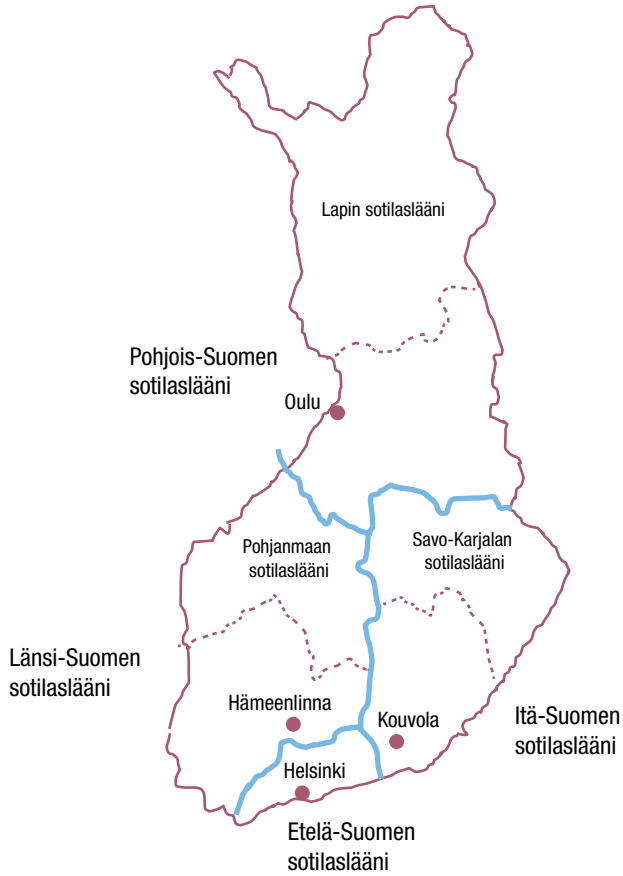 Lapin sotilaslääni
Pohjois-Suomen
sotilaslääni
Oulu
Pohjanmaan
sotilaslääni
Savo-Karjalan
sotilaslääni
Länsi-Suomen
sotilaslääni
Hämeenlinna
Kouvola
Itä-Suomen
sotilaslääni
Helsinki
Etelä-Suomen
sotilaslääni